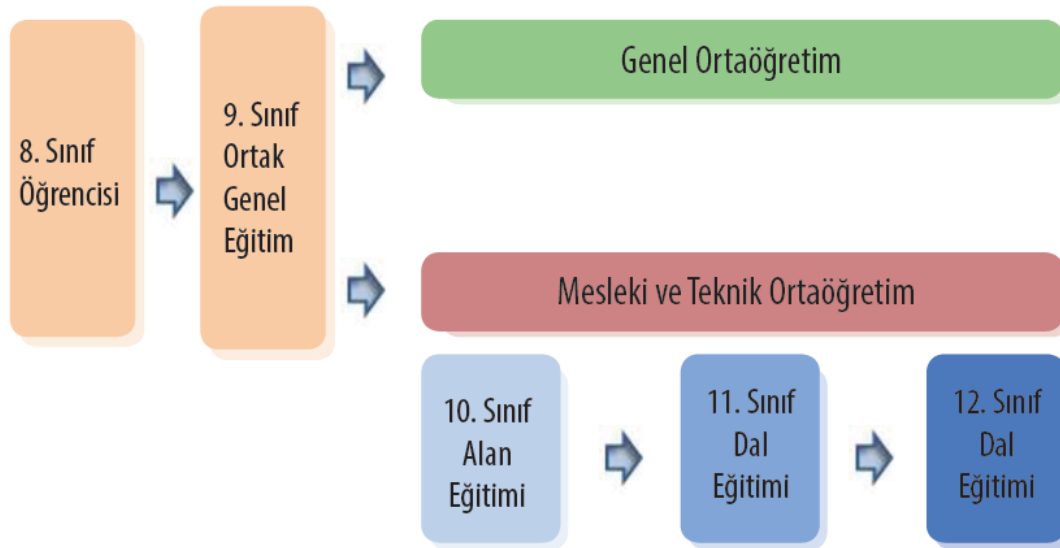 8. Sınıf
Öğrencisi
9. Sınıf
Ortak
Genel
Eğitim
Genel Ortaöğretim
Mesleki ve Teknik Ortaöğretim
10. Sınıf
Alan
Eğitimi
11. Sınıf
Dal
Eğitimi
12. Sınıf
Dal
Eğitimi